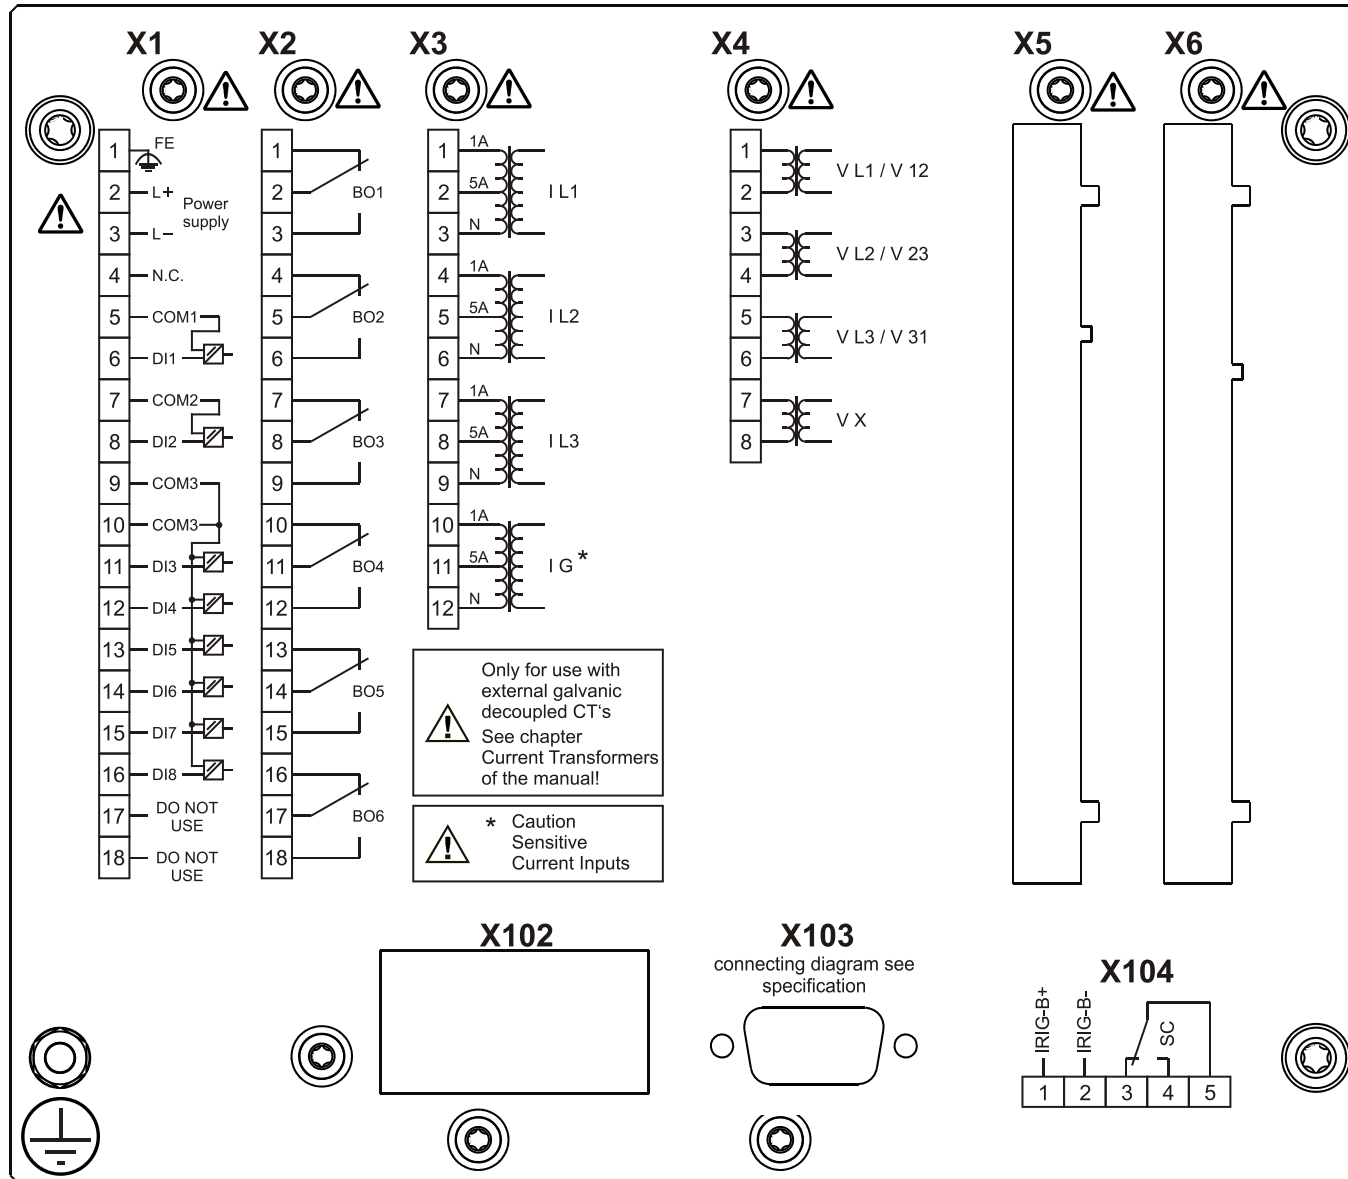 X1
X2
X3
X4
X5
X6
1 FE
2 L+
Power
supply
3 L–
4 N.C.
5 COM1
6 DI1
7 COM2
8 DI2
9 COM3
10 COM3
11 DI3
12 DI4
13 DI5
14 DI6
15 DI7
16 DI8
17 DO NOT
USE
18 DO NOT
USE
1
2 BO1
3
4
5 BO2
6
7
8 BO3
9
10
11 BO4
12
13
14 BO5
15
16
17 BO6
18
1 1A
2 5A I L1
3 N
4 1A
5 5A I L2
6 N
7 1A
8 5A I L3
9 N
10 1A
11 5A I G *
12 N
Only for use with
external galvanic
decoupled CT‘s
See chapter
Current Transformers
of the manual!
* Caution
Sensitive
Current Inputs
1
V L1 / V 12
2
3
V L2 / V 23
4
5
V L3 / V 31
6
7
V X
8
X102
X103
connecting diagram see
specification
X104
IRIG-B+
IRIG-B-
SC
1 2 3 4 5